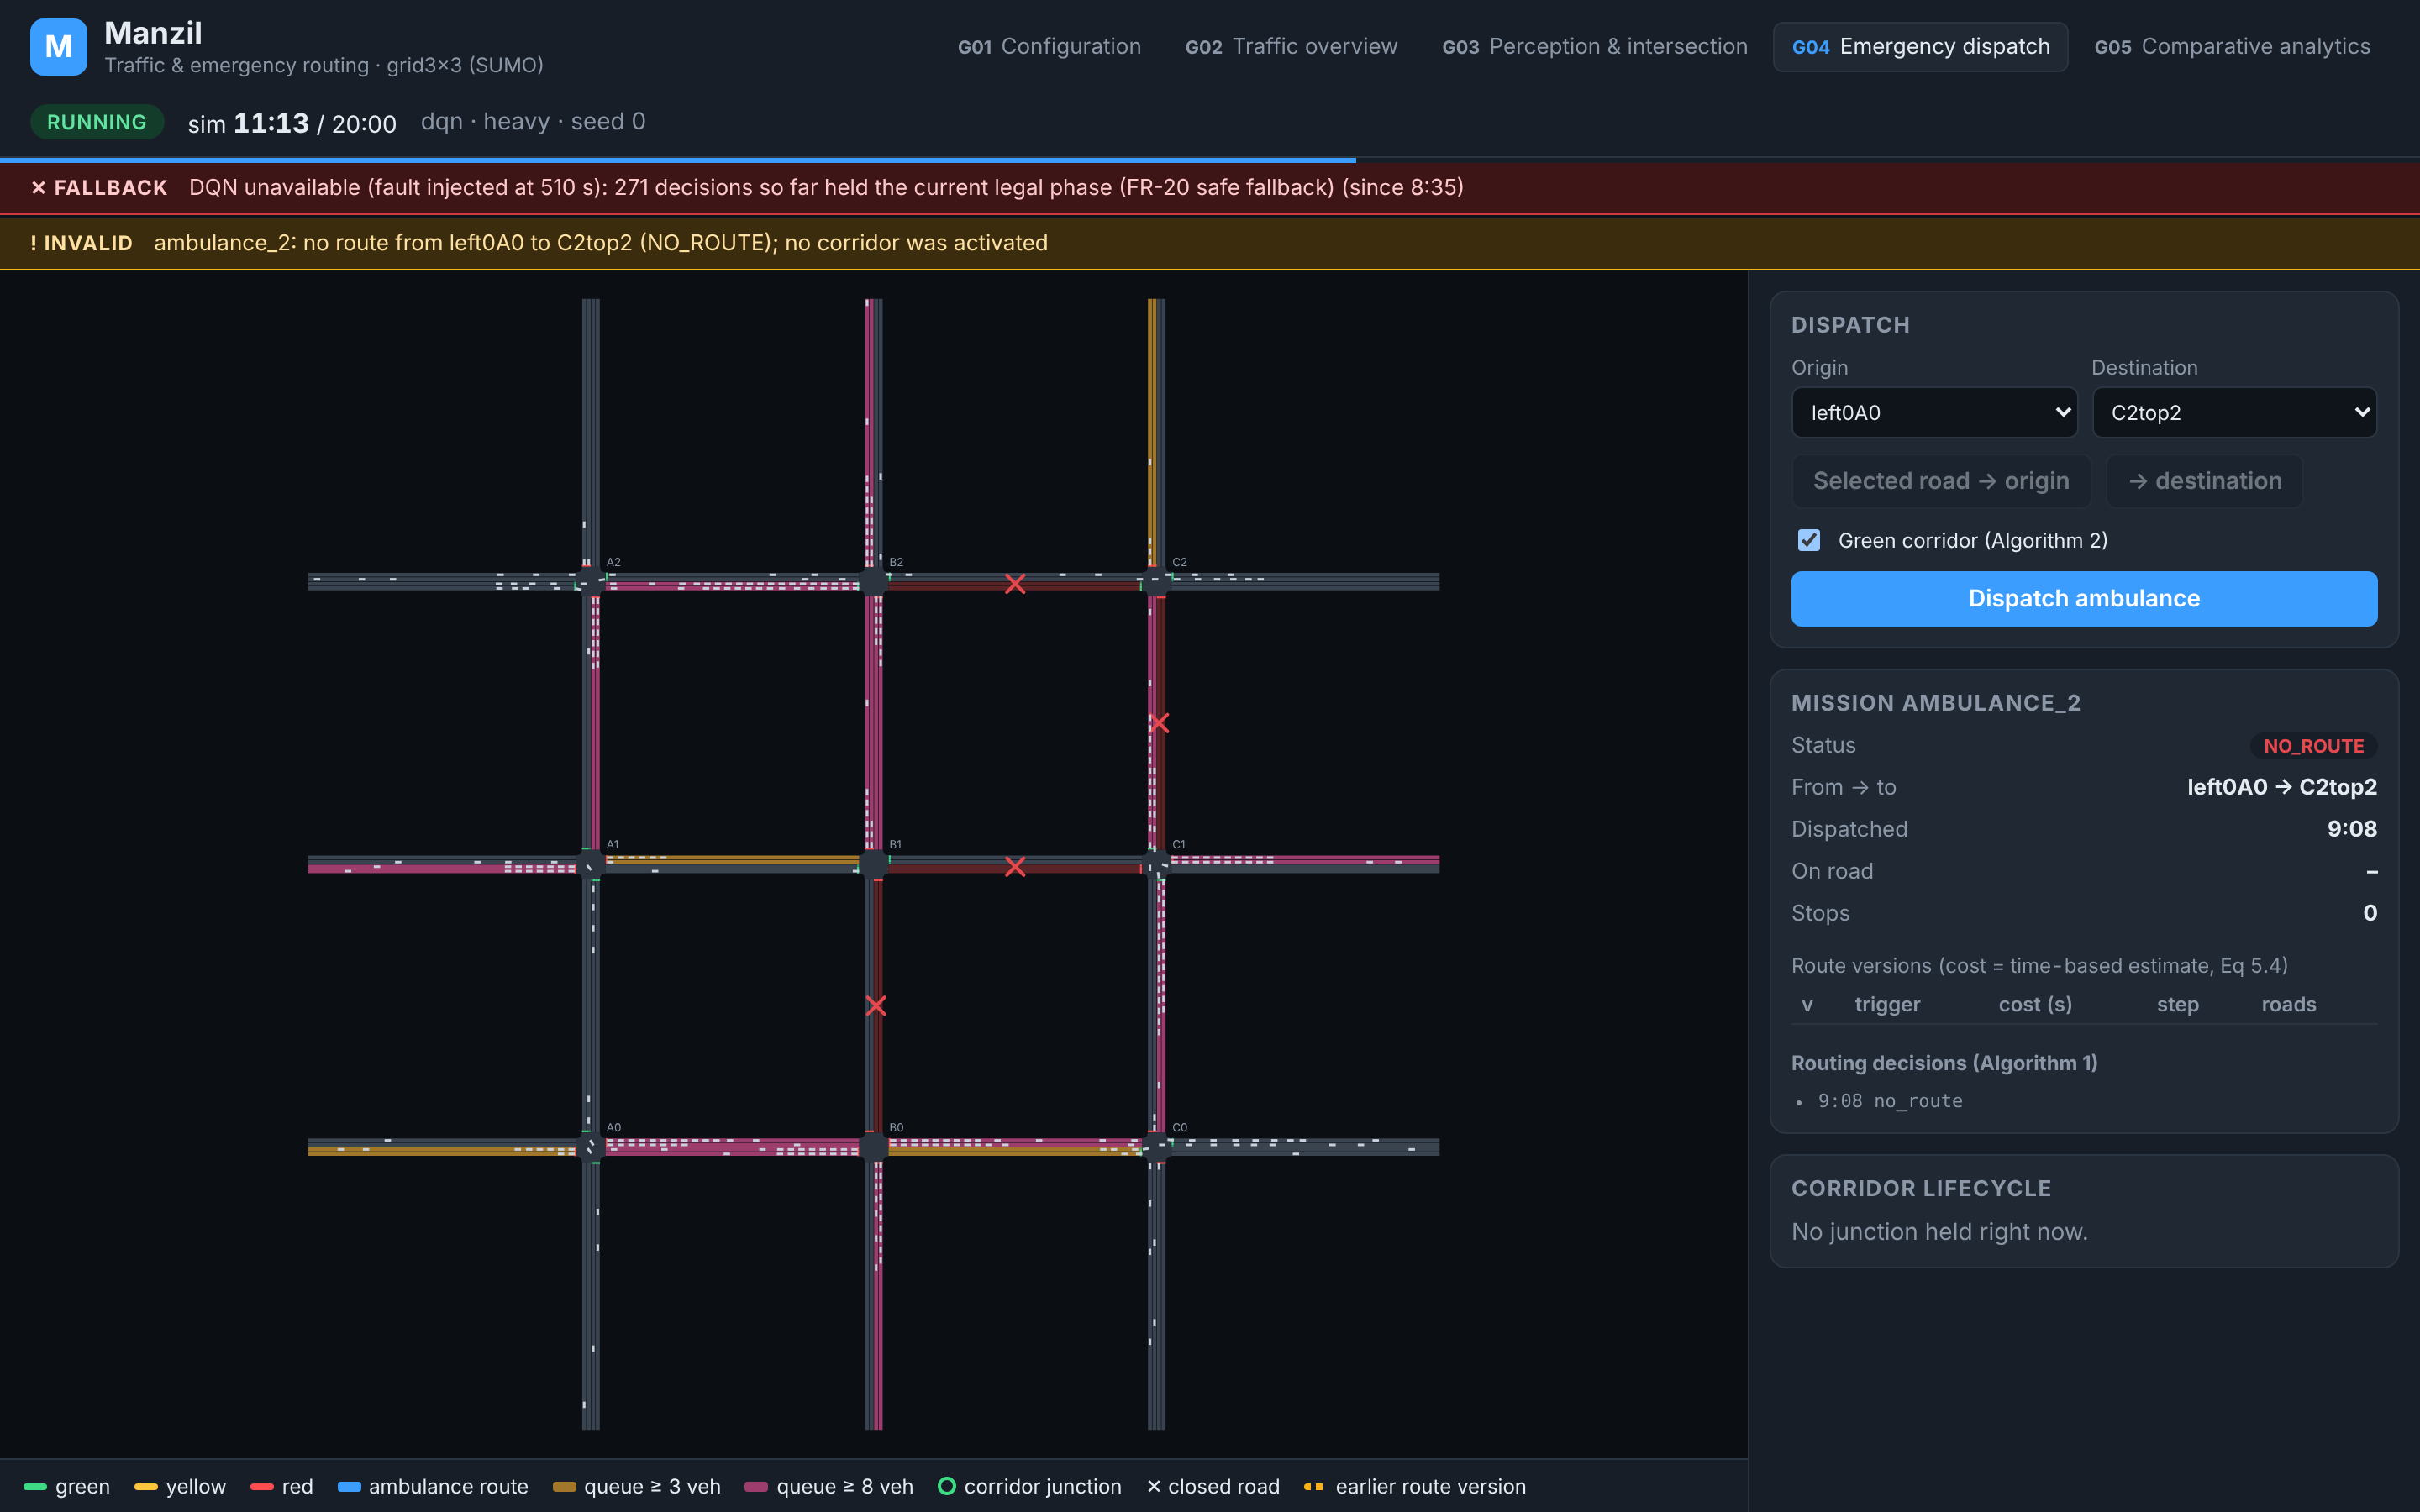 M
Manzil
Traffic & emergency routing · grid3×3 (SUMO)
G01 Configuration
G02 Traffic overview
G03 Perception & intersection
G04 Emergency dispatch
G05 Comparative analytics
RUNNING
sim 11:13 / 20:00
dqn · heavy · seed 0
✕ FALLBACK DQN unavailable (fault injected at 510 s): 271 decisions so far held the current legal phase (FR-20 safe fallback) (since 8:35)
! INVALID ambulance_2: no route from left0A0 to C2top2 (NO_ROUTE); no corridor was activated
A2
B2
C2
A1
B1
C1
A0
B0
C0
DISPATCH
Origin
Destination
left0A0
C2top2
Selected road → origin
→ destination
Green corridor (Algorithm 2)
Dispatch ambulance
MISSION AMBULANCE_2
Status NO_ROUTE
From → to left0A0 → C2top2
Dispatched 9:08
On road –
Stops 0
Route versions (cost = time-based estimate, Eq 5.4)
v trigger cost (s) step roads
Routing decisions (Algorithm 1)
• 9:08 no_route
CORRIDOR LIFECYCLE
No junction held right now.
green
yellow
red
ambulance route
queue ≥ 3 veh
queue ≥ 8 veh
corridor junction
✕ closed road
earlier route version